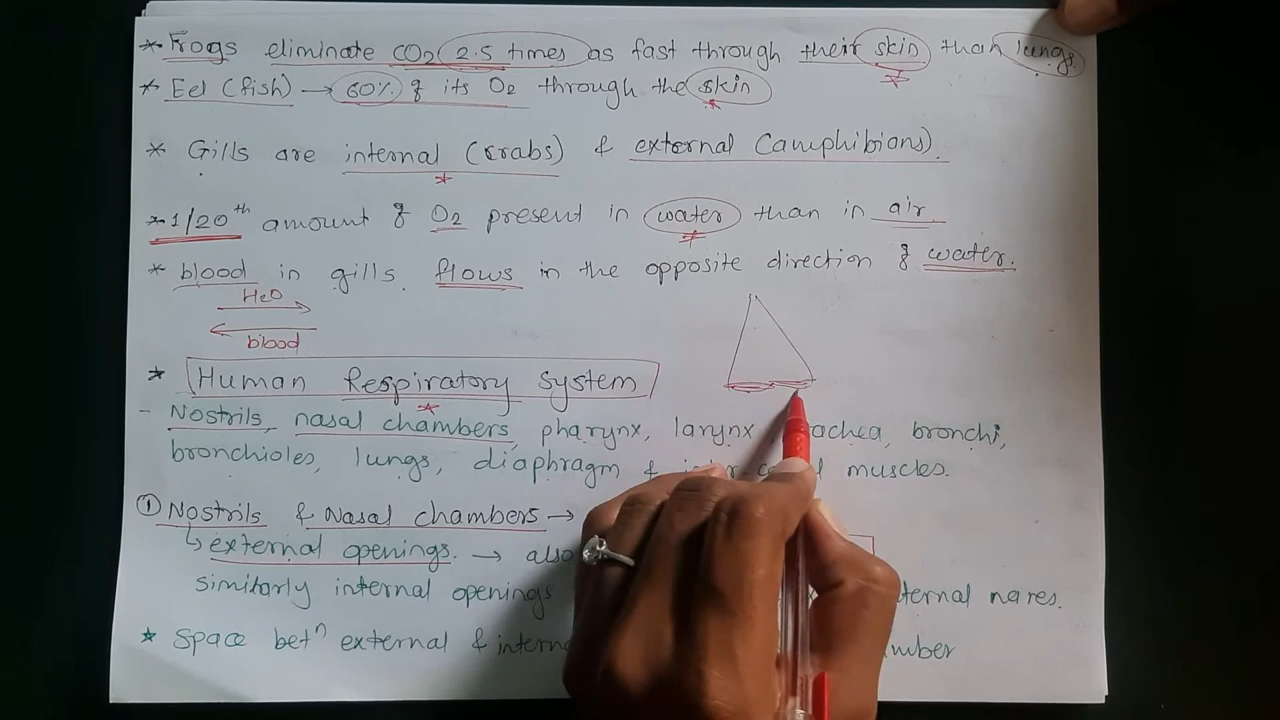 * Frogs eliminate CO2 2.5 times as fast through their skin than lungs
* Eel (fish) → 60% of its O2 through the skin
* Gills are internal (crabs) & external (amphibions).
* 1/20th amount of O2 present in water than in air
* blood in gills flows in the opposite direction of water.
H2O
blood
* Human Respiratory system
- Nostrils, nasal chambers, pharynx, larynx bronchi,
bronchioles, lungs, diaphragm & muscles.
① Nostrils & Nasal chambers →
↳ external openings. → also
similarly internal openings nares.
* Space betn external &